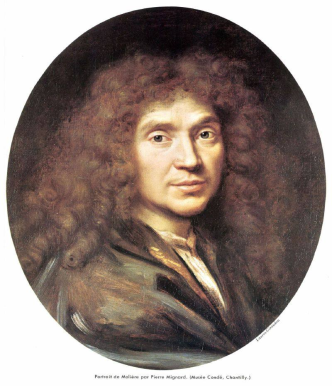 Portrait de Molière par Pierre Mignard. (Musée Condé, Chantilly.)